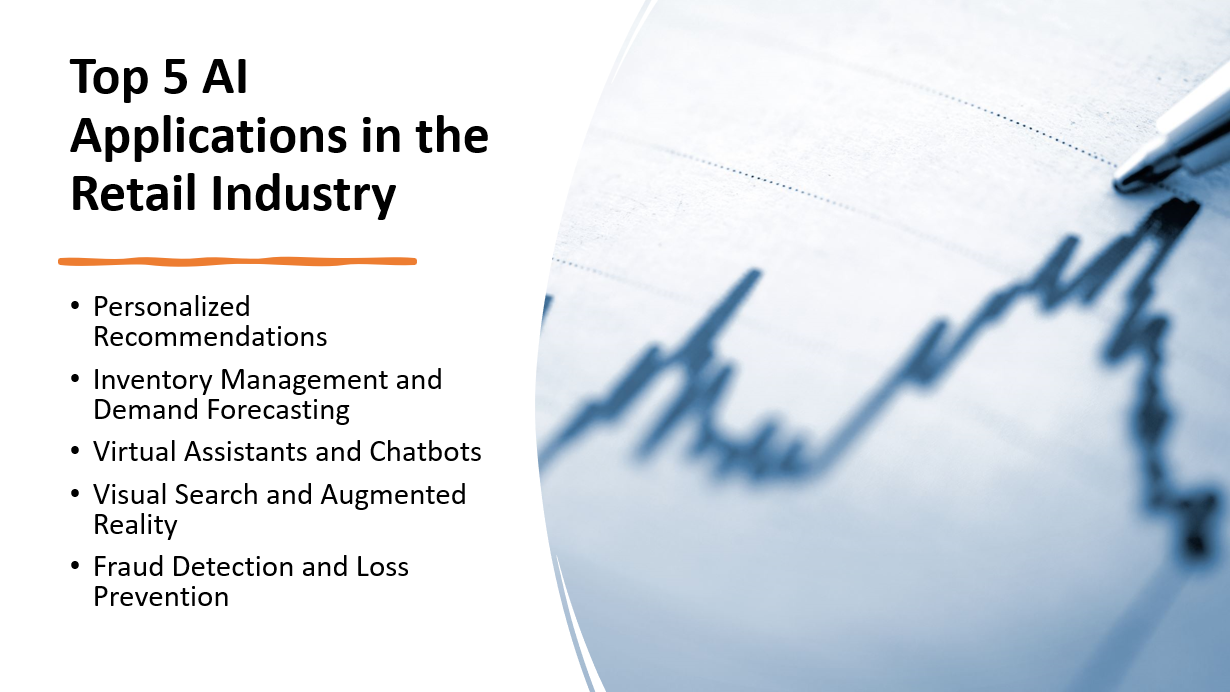 Top 5 AI
Applications in the
Retail Industry
• Personalized
Recommendations
• Inventory Management and
Demand Forecasting
• Virtual Assistants and Chatbots
• Visual Search and Augmented
Reality
• Fraud Detection and Loss
Prevention